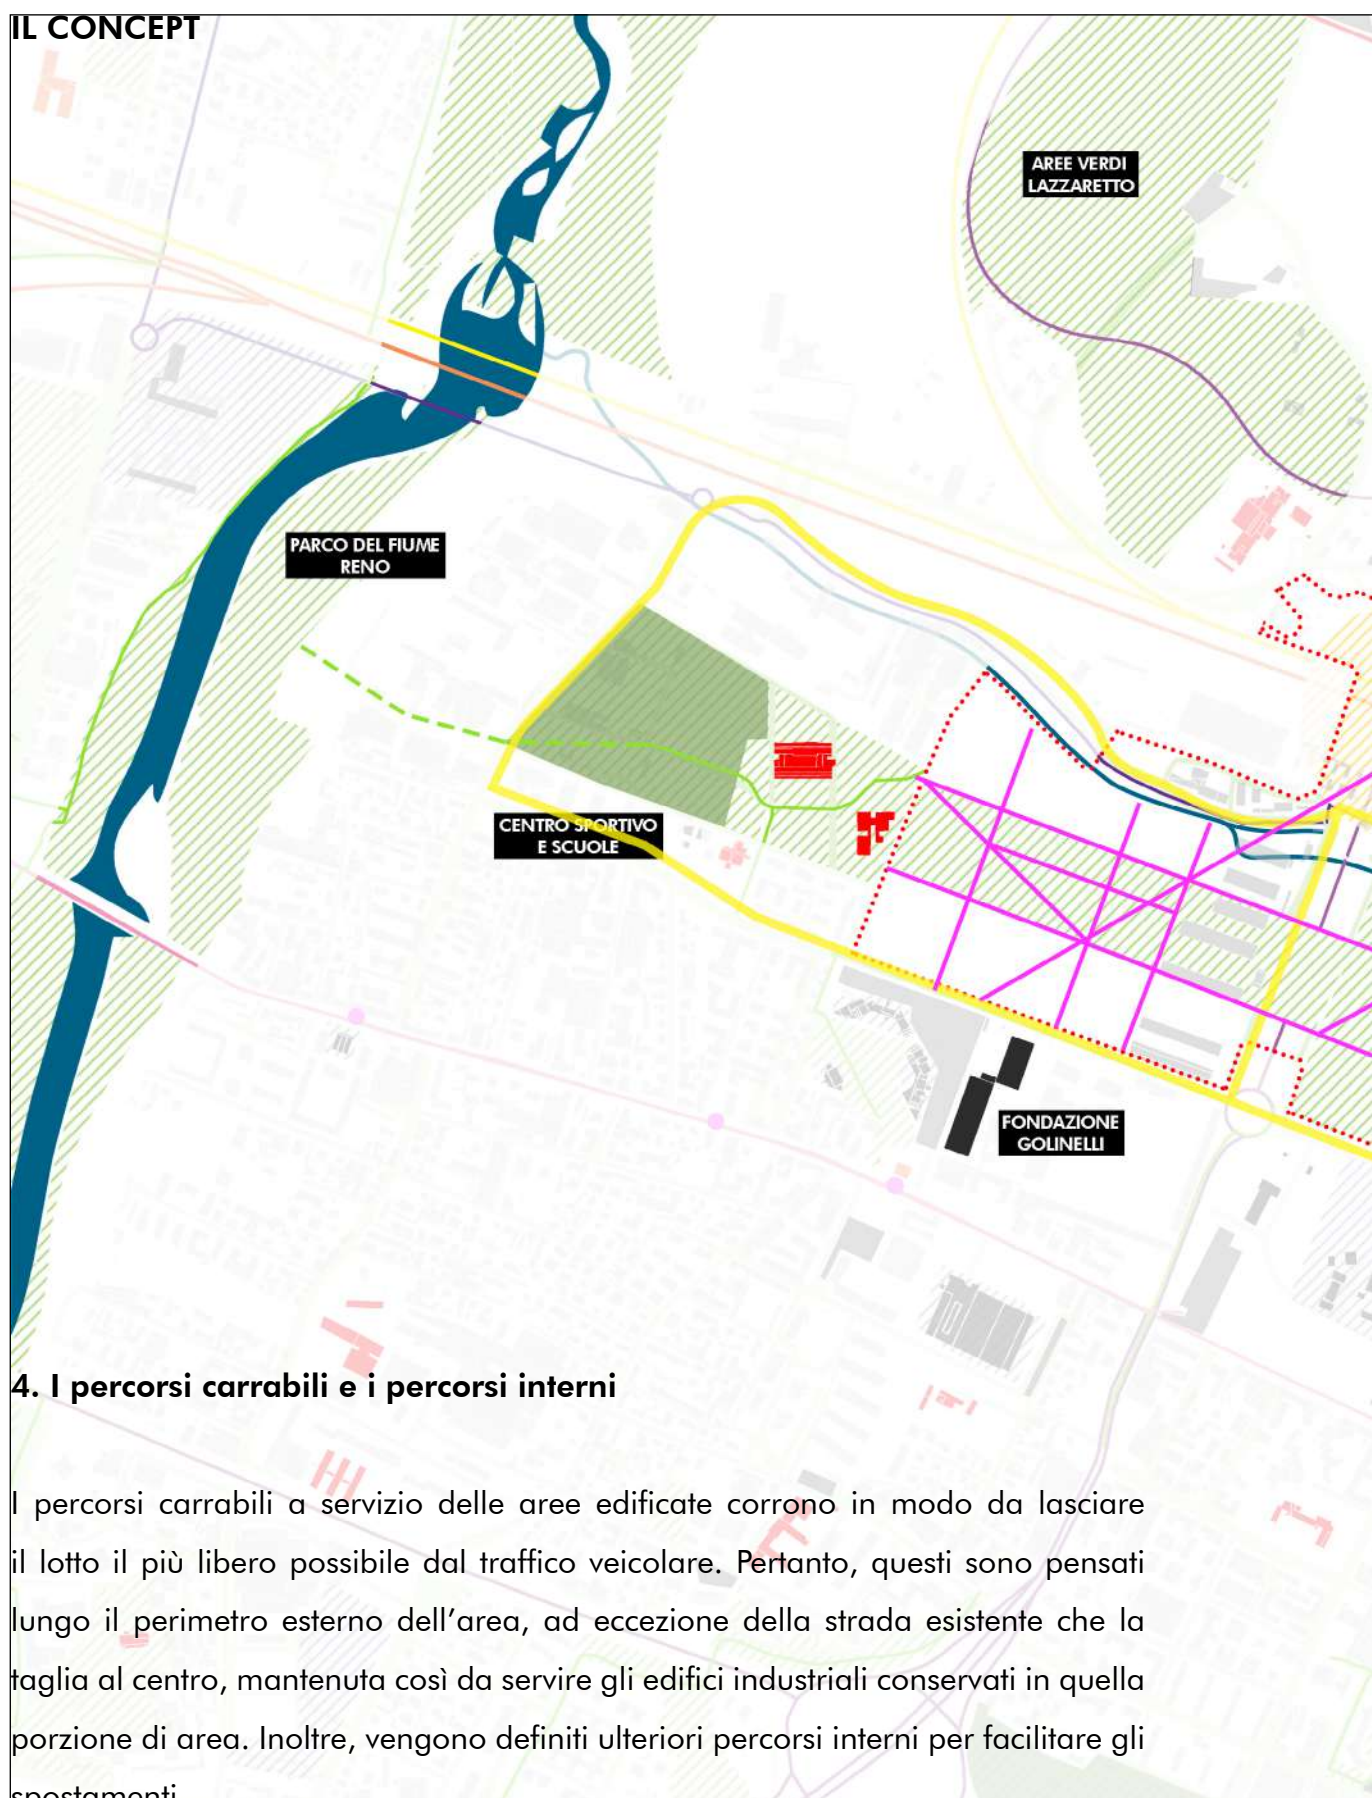 IL CONCEPT
AREE VERDI
LAZZARETTO
PARCO DEL FIUME
RENO
CENTRO SPORTIVO
E SCUOLE
FONDAZIONE
GOLINELLI
4. I percorsi carrabili e i percorsi interni
I percorsi carrabili a servizio delle aree edificate corrono in modo da lasciare
il lotto il più libero possibile dal traffico veicolare. Pertanto, questi sono pensati
lungo il perimetro esterno dell'area, ad eccezione della strada esistente che la
taglia al centro, mantenuta così da servire gli edifici industriali conservati in quella
porzione di area. Inoltre, vengono definiti ulteriori percorsi interni per facilitare gli
spostamenti.